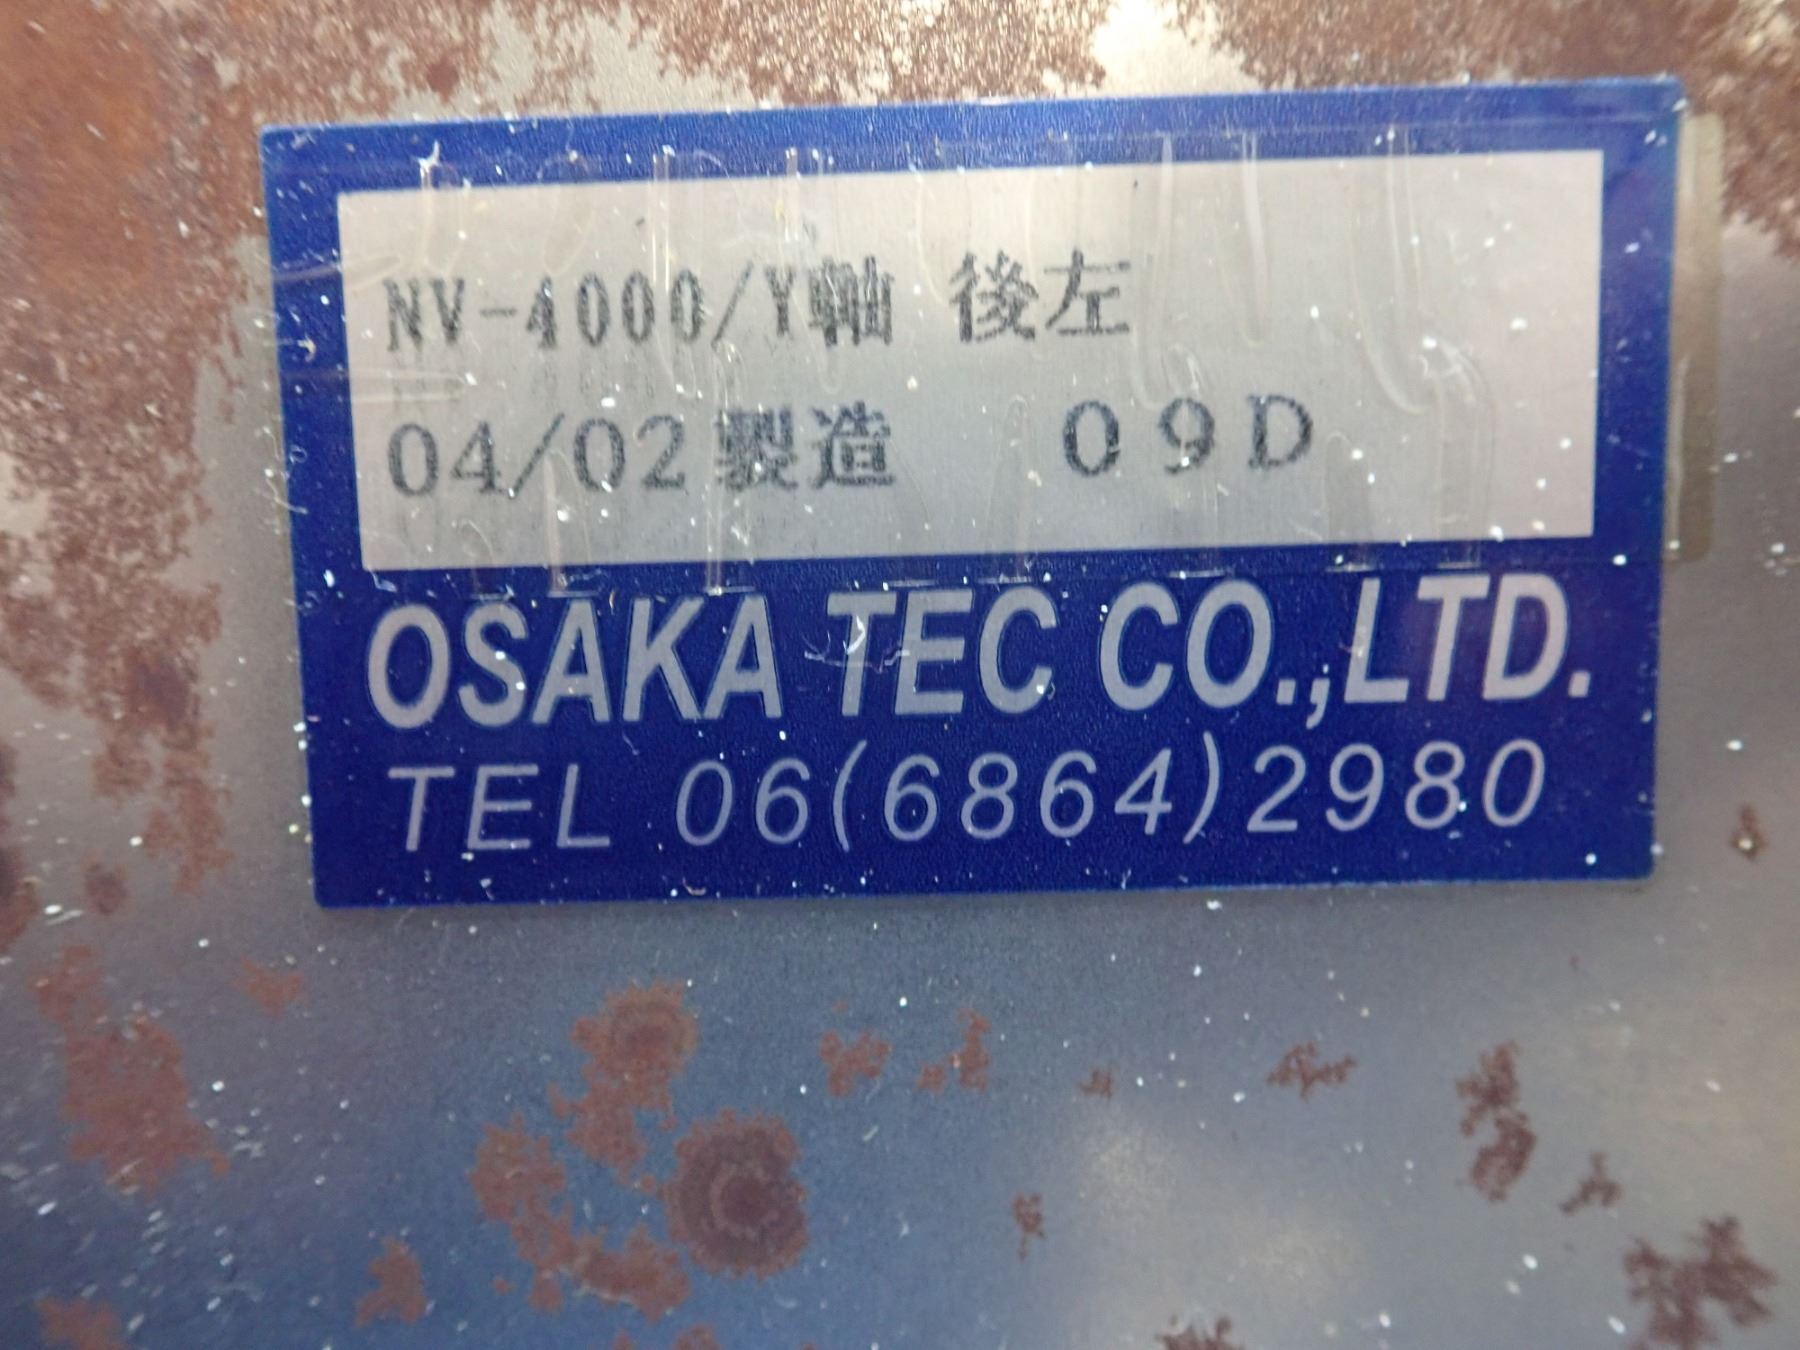 NV-4000/Y軸 後左
04/02製造 09D
OSAKA TEC CO.,LTD.
TEL 06(6864)2980